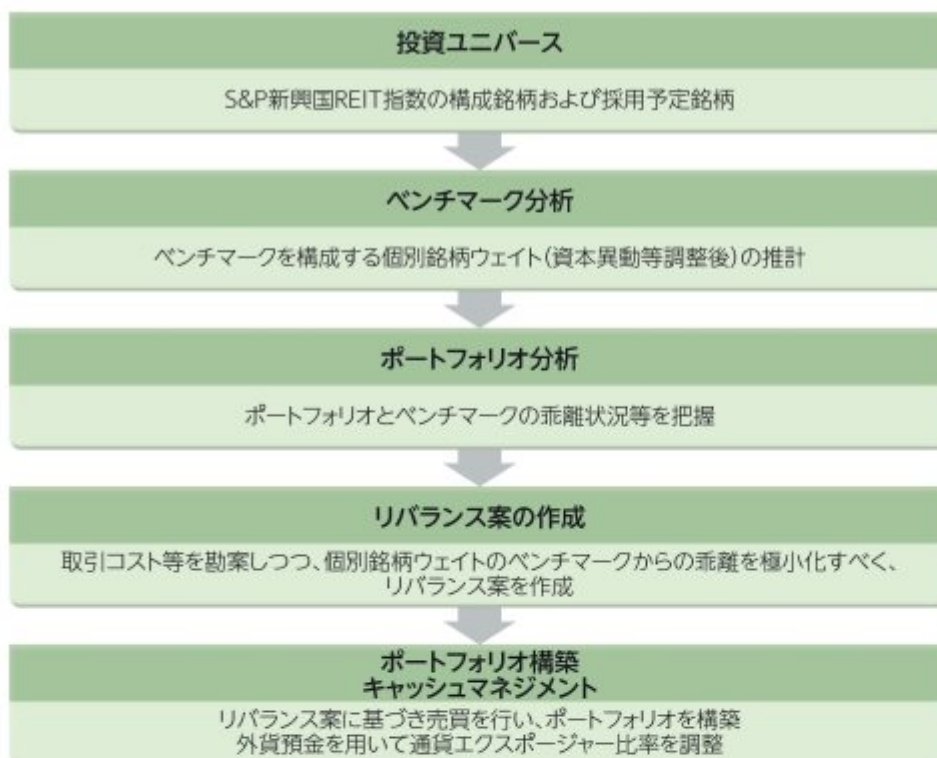 投資ユニバース
S&P新興国REIT指数の構成銘柄および採用予定銘柄
ベンチマーク分析
ベンチマークを構成する個別銘柄ウェイト(資本異動等調整後)の推計
ポートフォリオ分析
ポートフォリオとベンチマークの乖離状況等を把握
リバランス案の作成
取引コスト等を勘案しつつ、個別銘柄ウェイトのベンチマークからの乖離を極小化すべく、
リバランス案を作成
ポートフォリオ構築
キャッシュマネジメント
リバランス案に基づき売買を行い、ポートフォリオを構築
外貨預金を用いて通貨エクスポージャー比率を調整